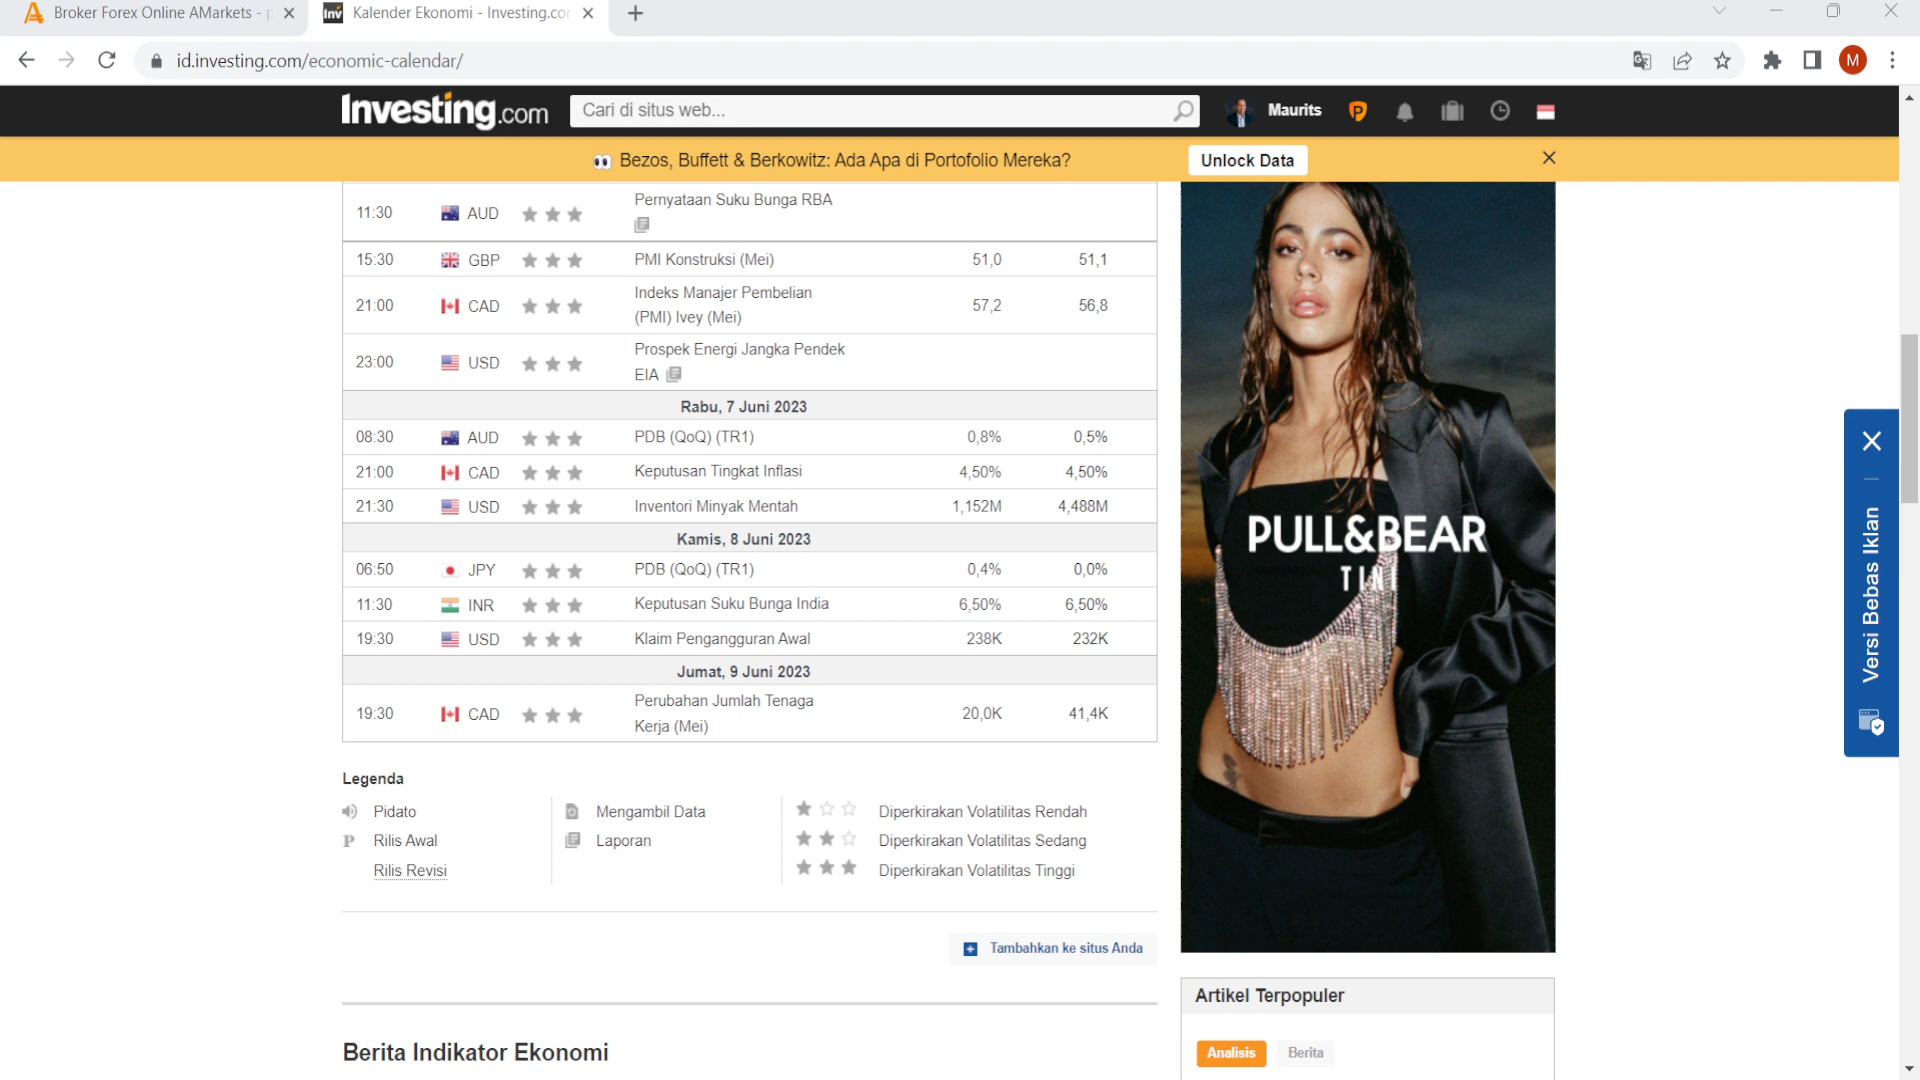 Broker Forex Online AMarkets - p
Kalender Ekonomi - Investing.com
id.investing.com/economic-calendar/
M
Investing.com
Cari di situs web...
Maurits
P
Bezos, Buffett & Berkowitz: Ada Apa di Portofolio Mereka?
Unlock Data
11:30 AUD Pernyataan Suku Bunga RBA
15:30 GBP PMI Konstruksi (Mei) 51,0 51,1
21:00 CAD Indeks Manajer Pembelian
(PMI) Ivey (Mei) 57,2 56,8
23:00 USD Prospek Energi Jangka Pendek
EIA
Rabu, 7 Juni 2023
08:30 AUD PDB (QoQ) (TR1) 0,8% 0,5%
21:00 CAD Keputusan Tingkat Inflasi 4,50% 4,50%
21:30 USD Inventori Minyak Mentah 1,152M 4,488M
Kamis, 8 Juni 2023
06:50 JPY PDB (QoQ) (TR1) 0,4% 0,0%
11:30 INR Keputusan Suku Bunga India 6,50% 6,50%
19:30 USD Klaim Pengangguran Awal 238K 232K
Jumat, 9 Juni 2023
19:30 CAD Perubahan Jumlah Tenaga
Kerja (Mei) 20,0K 41,4K
Legenda
Pidato
P Rilis Awal
Rilis Revisi
Mengambil Data
Laporan
Diperkirakan Volatilitas Rendah
Diperkirakan Volatilitas Sedang
Diperkirakan Volatilitas Tinggi
Tambahkan ke situs Anda
Berita Indikator Ekonomi
PULL&BEAR
TINI
Versi Bebas Iklan
Artikel Terpopuler
Analisis
Berita